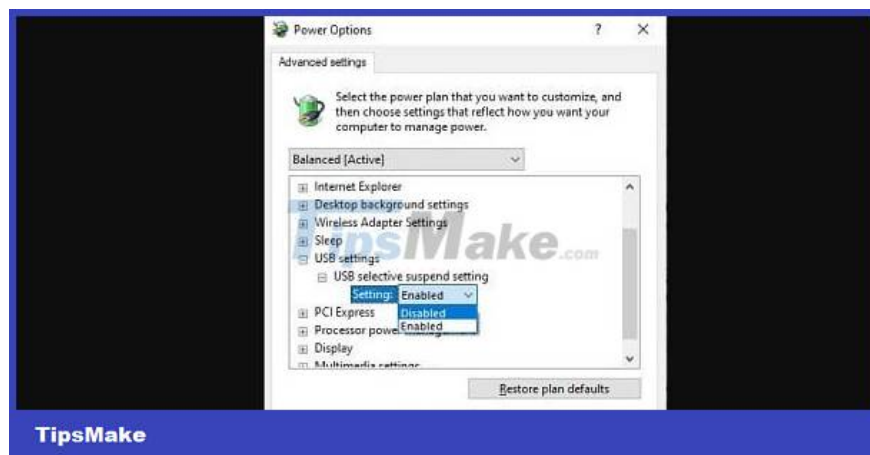 Power Options
?
Advanced settings
Select the power plan that you want to customize, and
then choose settings that reflect how you want your
computer to manage power.
Balanced [Active]
Internet Explorer
Desktop background settings
Wireless Adapter Settings
Sleep
TipsMake.com
USB settings
USB selective suspend setting
Setting: Enabled
PCI Express
Disabled
Processor power
Enabled
Display
Multimedia settings
Restore plan defaults
TipsMake